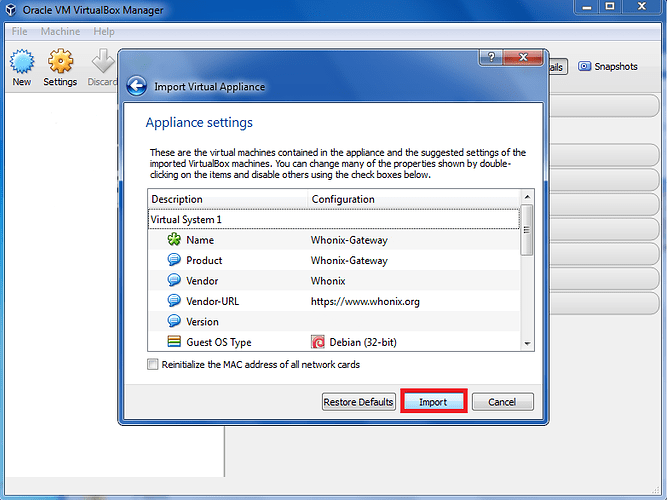 Oracle VM VirtualBox Manager
File Machine Help
New Settings Discard
ails Snapshots
?
Import Virtual Appliance
Appliance settings
These are the virtual machines contained in the appliance and the suggested settings of the
imported VirtualBox machines. You can change many of the properties shown by double-
clicking on the items and disable others using the check boxes below.
Description Configuration
Virtual System 1
Name Whonix-Gateway
Product Whonix-Gateway
Vendor Whonix
Vendor-URL https://www.whonix.org
Version
Guest OS Type Debian (32-bit)
Reinitialize the MAC address of all network cards
Restore Defaults Import Cancel